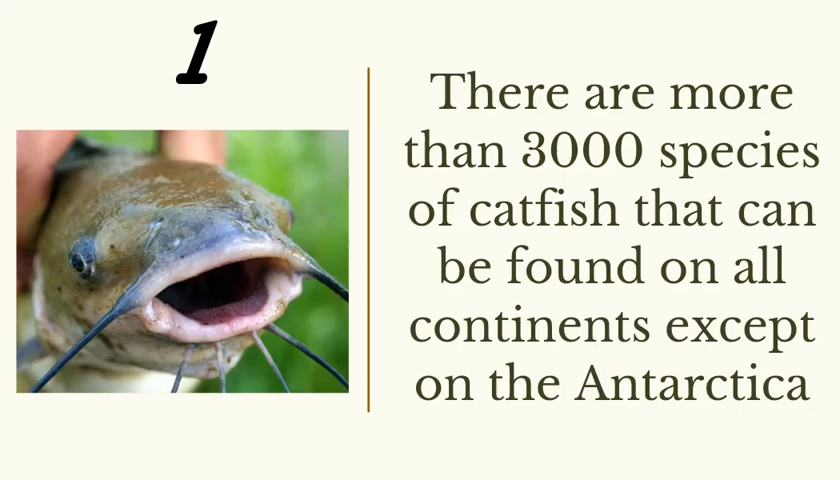 1
There are more
than 3000 species
of catfish that can
be found on all
continents except
on the Antarctica